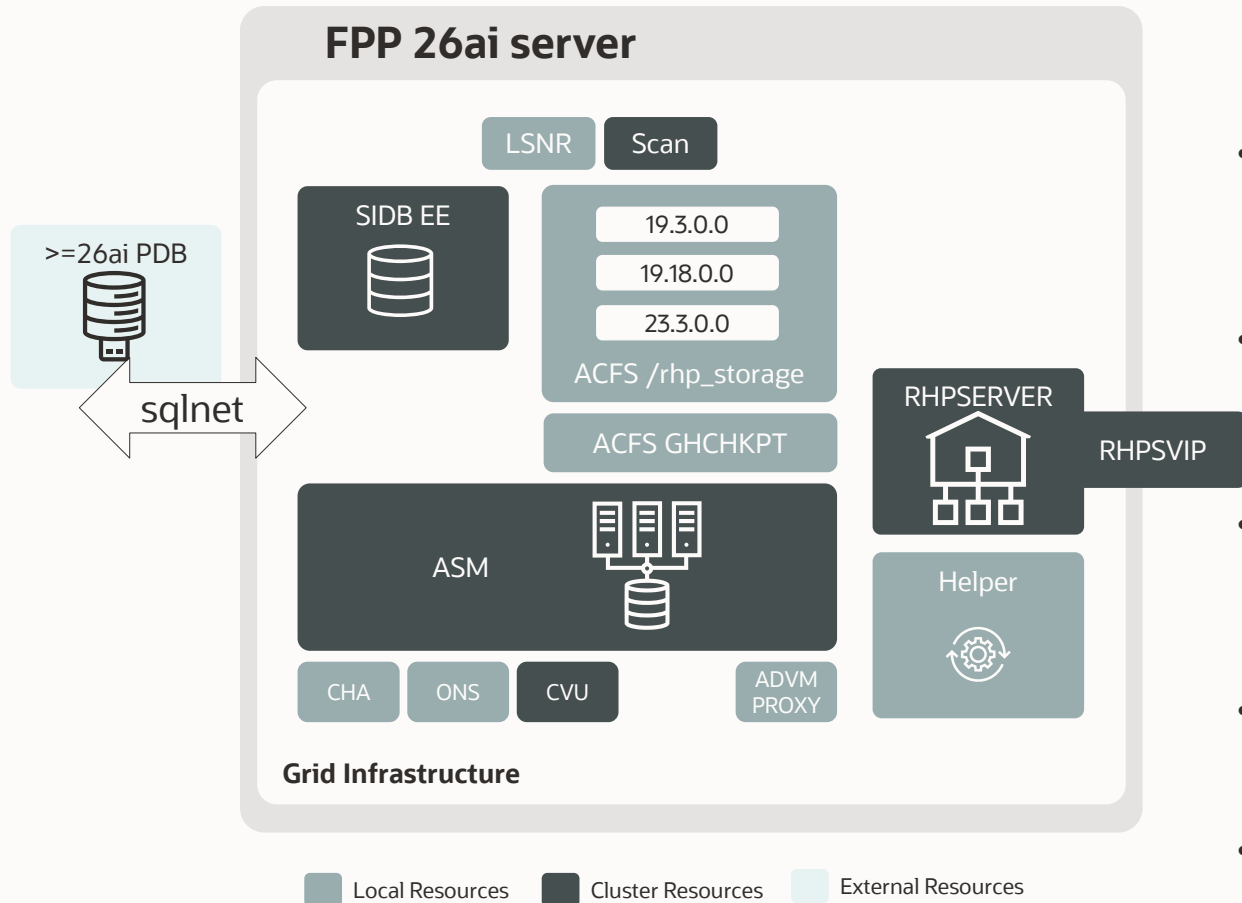 FPP 26ai server
LSNR
Scan
SIDB EE
19.3.0.0
19.18.0.0
23.3.0.0
ACFS /rhp_storage
>=26ai PDB
sqlnet
ACFS GHCHKPT
RHPSERVER
RHPSVIP
ASM
Helper
CHA
ONS
CVU
ADVM
PROXY
Grid Infrastructure
Local Resources
Cluster Resources
External Resources